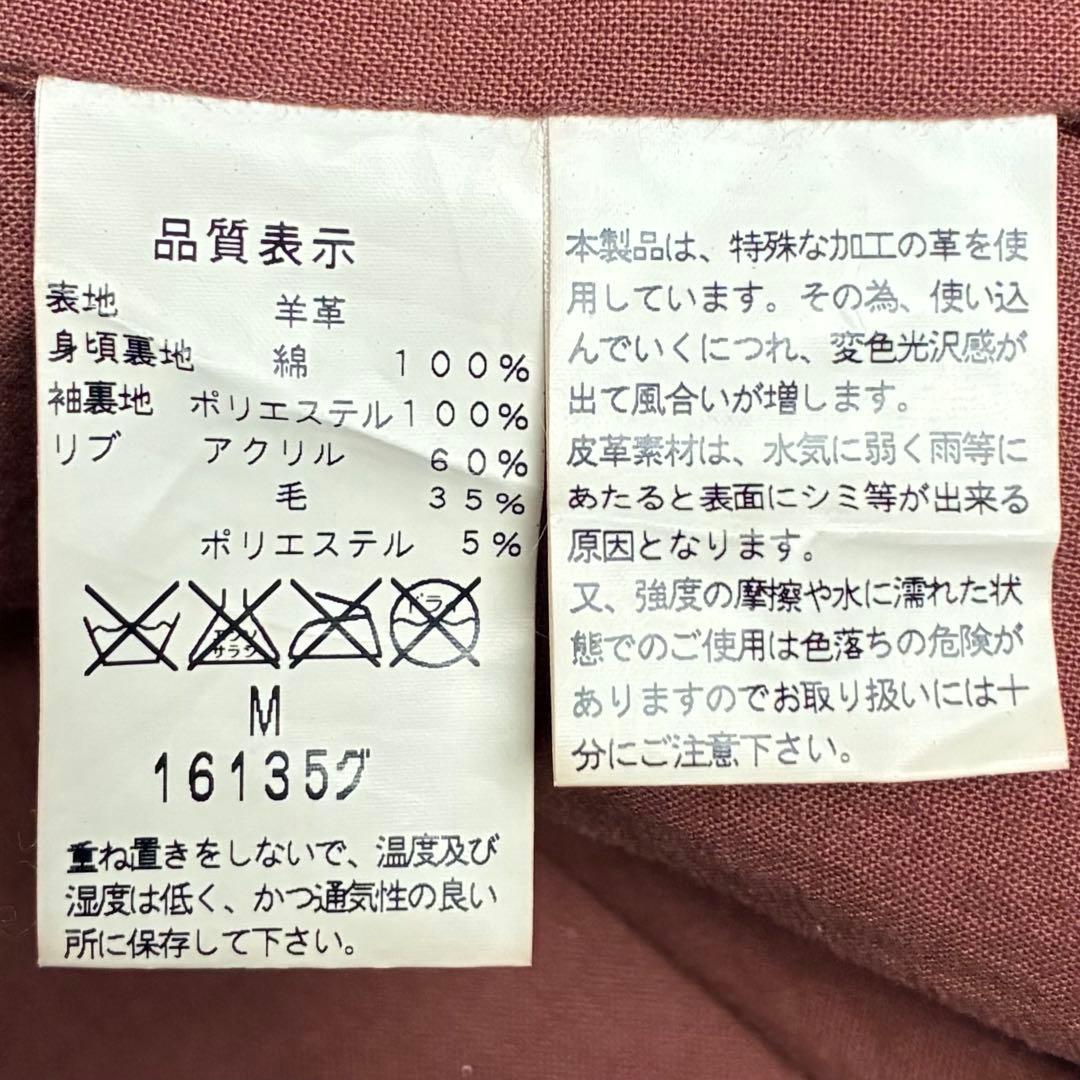 品質表示
表地 羊革
身頃裏地 綿 100%
袖裏地 ポリエステル100%
リブ アクリル 60%
毛 35%
ポリエステル 5%
エンソ
サラシ
ドライ
M
16135グ
重ね置きをしないで、温度及び
湿度は低く、かつ通気性の良い
所に保存して下さい。
本製品は、特殊な加工の革を使
用しています。その為、使い込
んでいくにつれ、変色光沢感が
出て風合いが増します。
皮革素材は、水気に弱く雨等に
あたると表面にシミ等が出来る
原因となります。
又、強度の摩擦や水に濡れた状
態でのご使用は色落ちの危険が
ありますのでお取り扱いには十
分にご注意下さい。